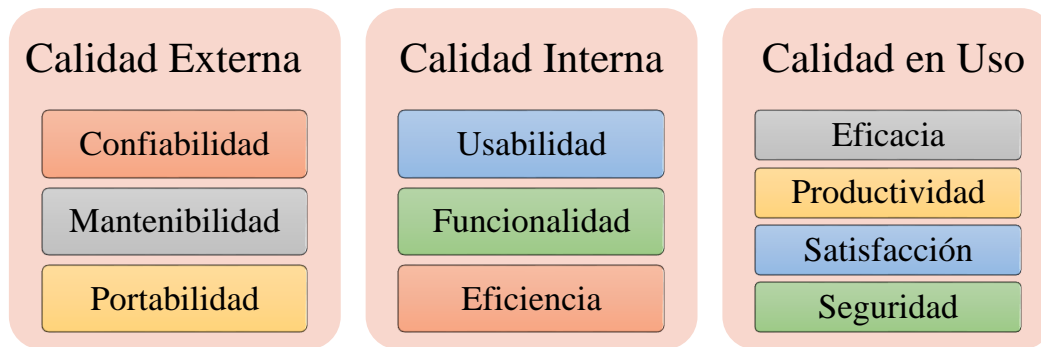 Calidad Externa
Confiabilidad
Mantenibilidad
Portabilidad
Calidad Interna
Usabilidad
Funcionalidad
Eficiencia
Calidad en Uso
Eficacia
Productividad
Satisfacción
Seguridad